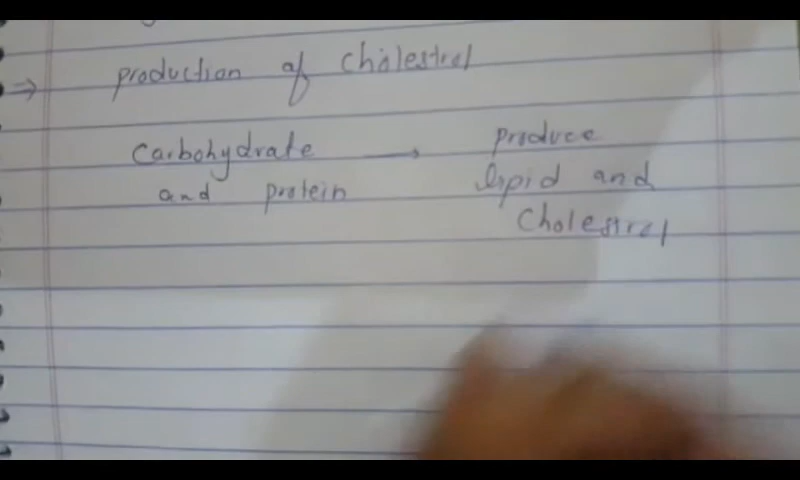 → production of cholestrol
carbohydrate → produce
and protein lipid and
Cholestrol